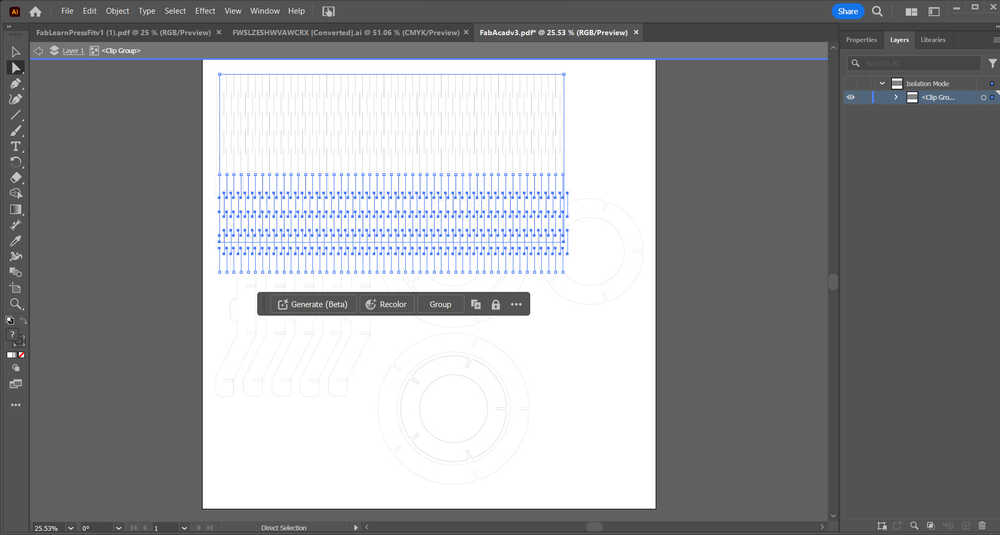 Ai File Edit Object Type Select Effect View Window Help Share
FabLearnPressFitv1 (1).pdf @ 25 % (RGB/Preview) × FWSLZESHWVAWCRX [Converted].ai @ 51.06 % (CMYK/Preview) × FabAcadv3.pdf* @ 25.53 % (RGB/Preview) ×
Properties Layers Libraries
Layer 1 <Clip Group>
Search All
Isolation Mode
<Clip Gro...
Generate (Beta) Recolor Group
?
25.53% 0° 1 Direct Selection